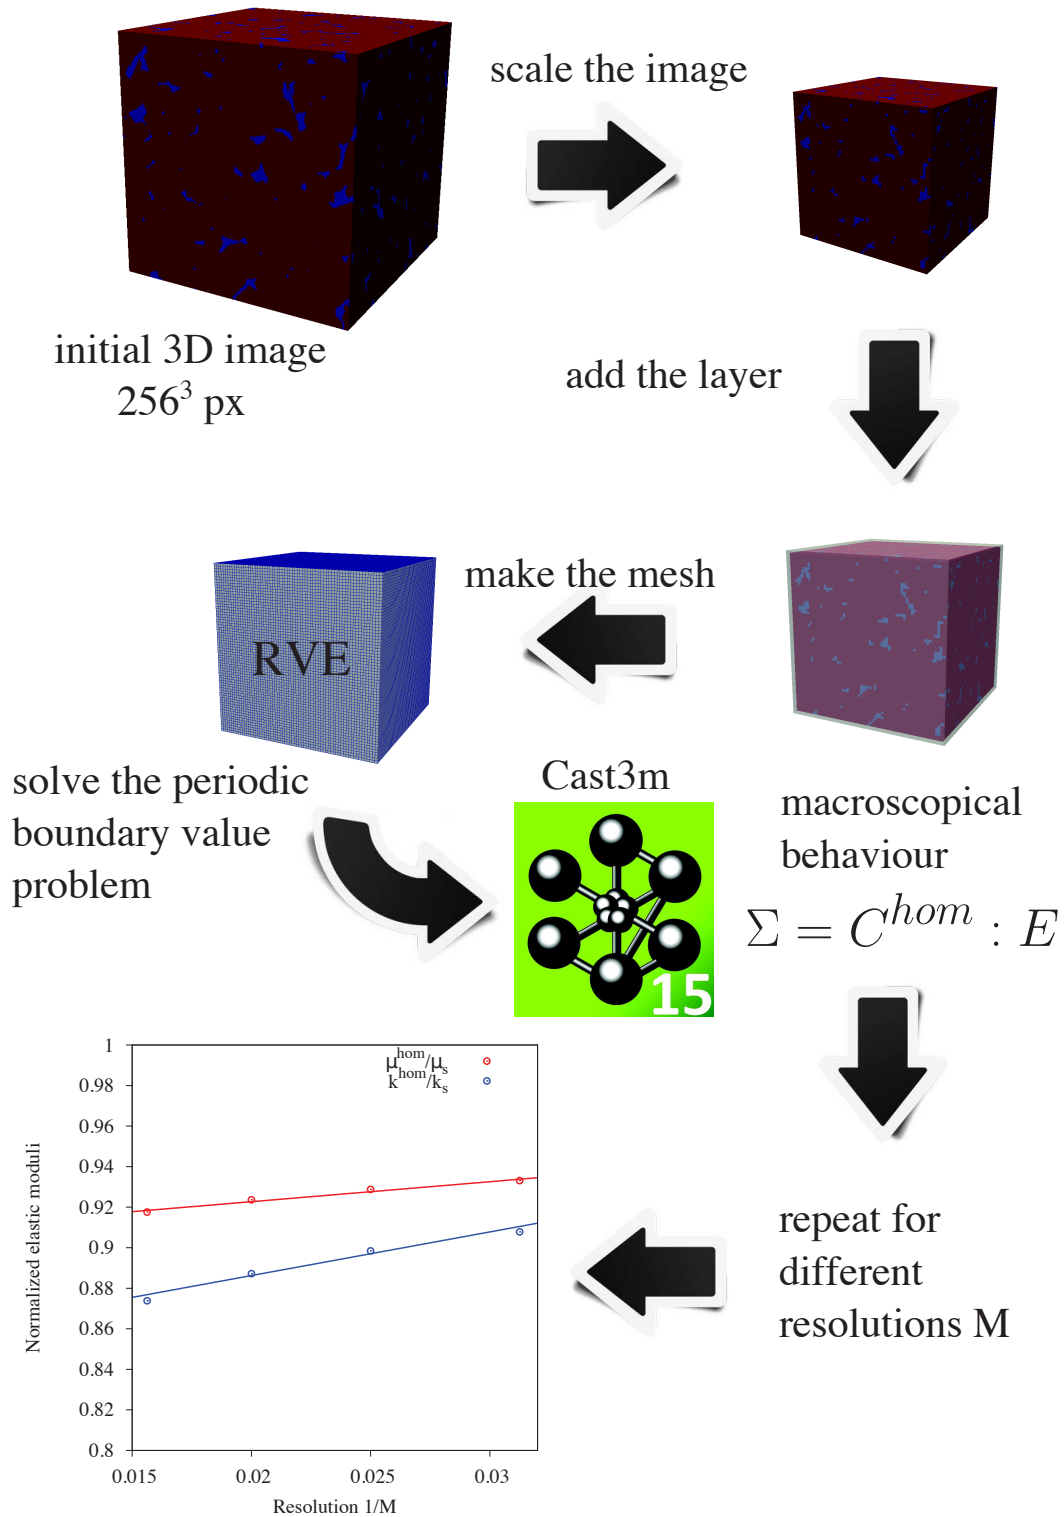 scale the image
initial 3D image
256³ px
add the layer
make the mesh
RVE
solve the periodic
boundary value
problem
Cast3m
15
macroscopical
behaviour
Σ = C^{hom} : E
repeat for
different
resolutions M
μ^{hom}/μ_s
k^{hom}/k_s
Normalized elastic moduli
1
0.98
0.96
0.94
0.92
0.9
0.88
0.86
0.84
0.82
0.8
0.015 0.02 0.025 0.03
Resolution 1/M